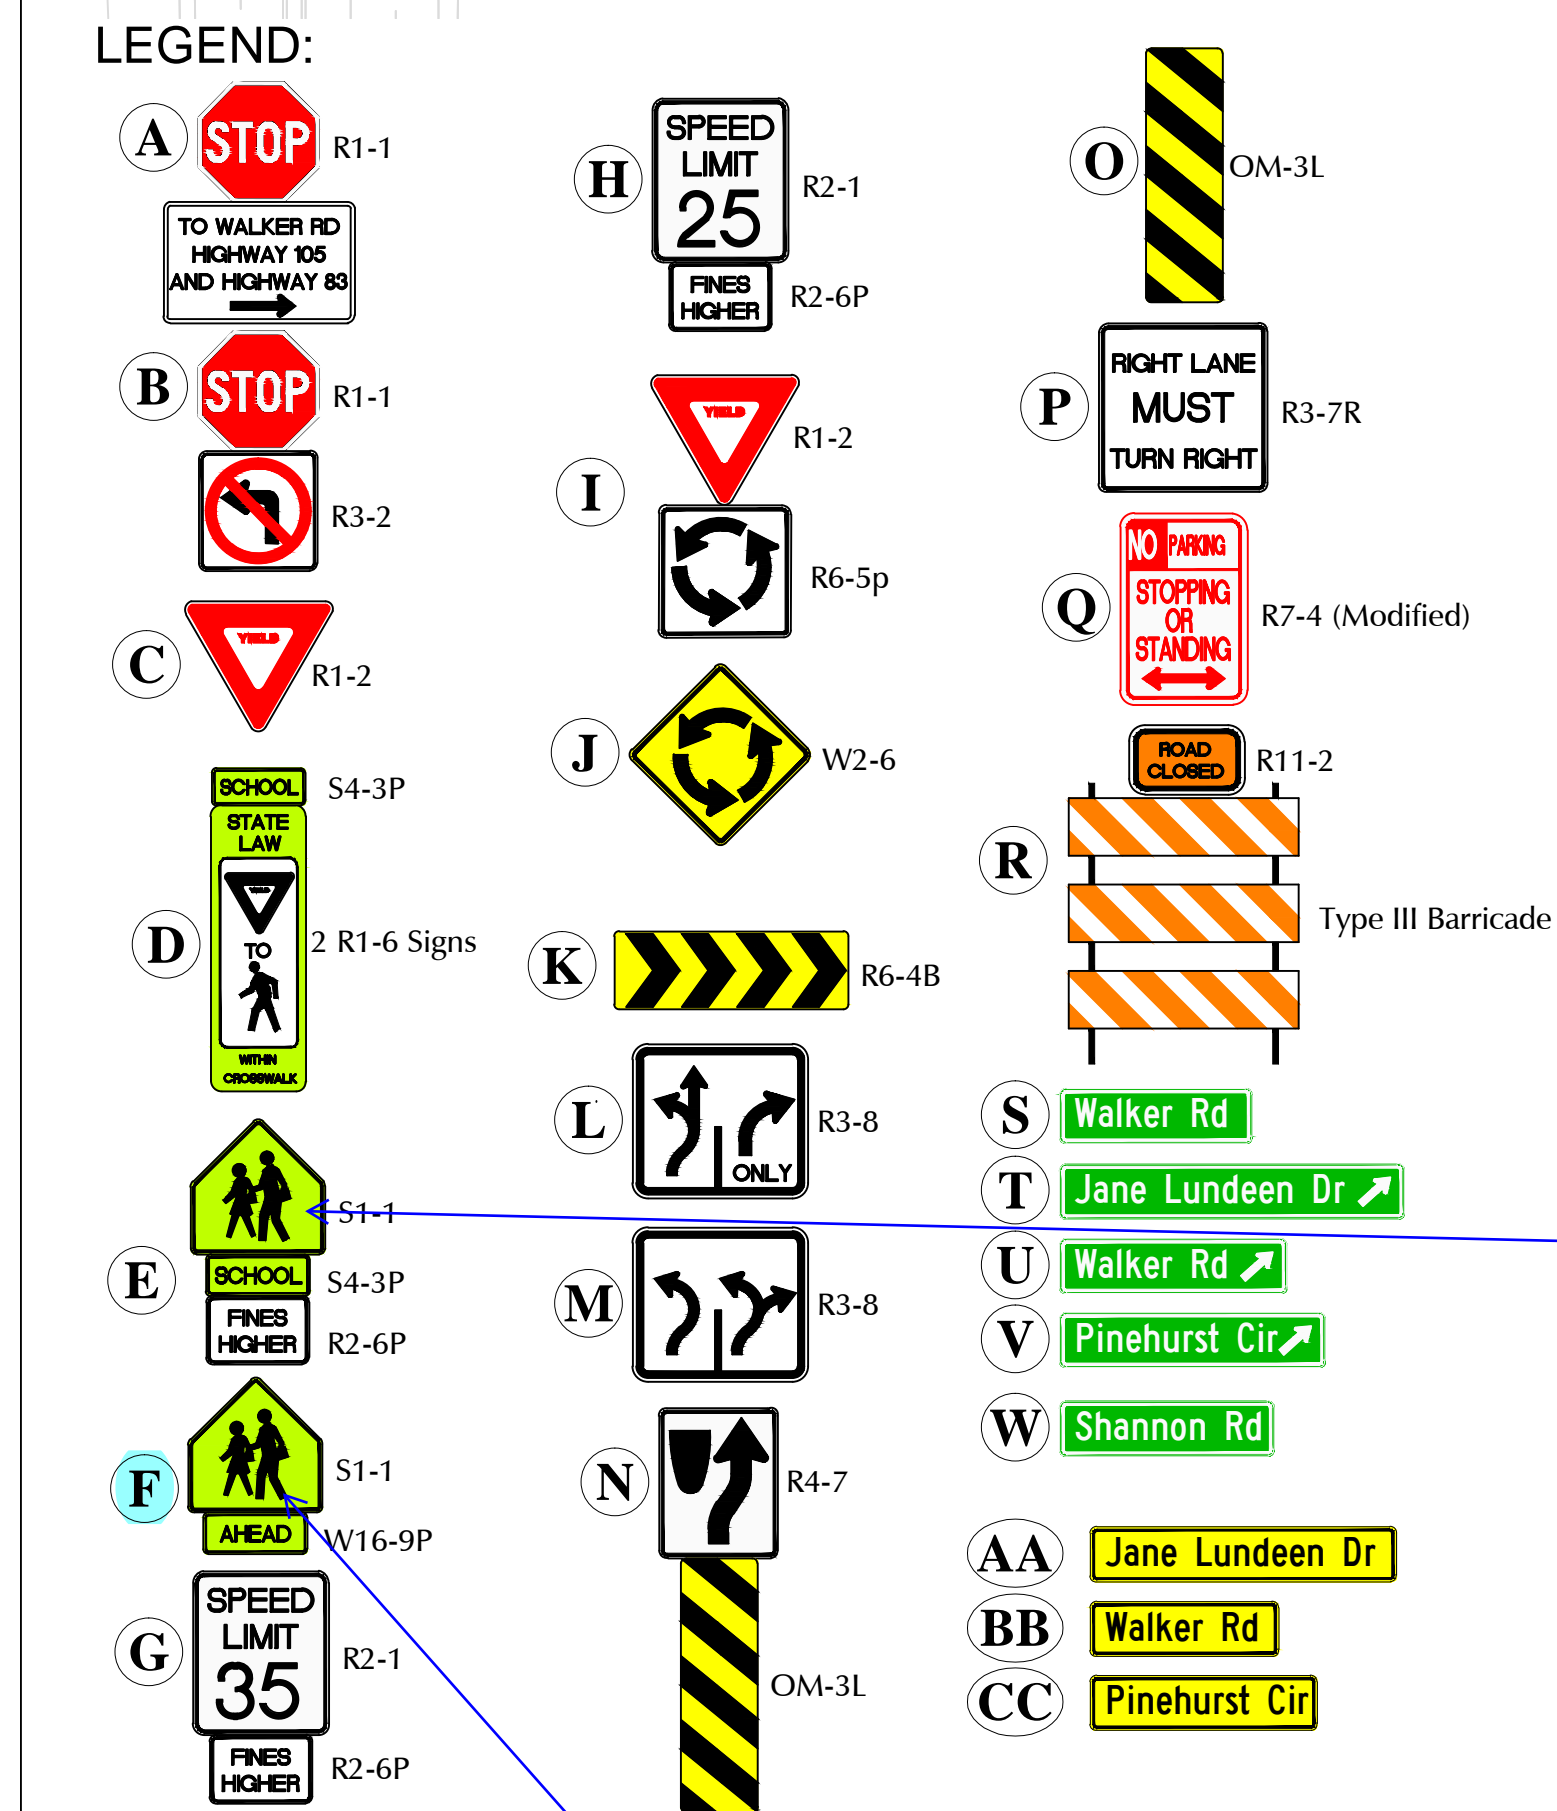 LEGEND:
A
STOP
R1-1
TO WALKER RD
HIGHWAY 105
AND HIGHWAY 83
B
STOP
R1-1
R3-2
C
YIELD
R1-2
D
SCHOOL
S4-3P
STATE
LAW
YIELD
TO
2 R1-6 Signs
WITHIN
CROSSWALK
E
S1-1
SCHOOL
S4-3P
FINES
HIGHER
R2-6P
F
S1-1
AHEAD
W16-9P
G
SPEED
LIMIT
35
R2-1
FINES
HIGHER
R2-6P
H
SPEED
LIMIT
25
R2-1
FINES
HIGHER
R2-6P
I
YIELD
R1-2
R6-5p
J
W2-6
K
R6-4B
L
ONLY
R3-8
M
R3-8
N
R4-7
OM-3L
O
OM-3L
P
RIGHT LANE
MUST
TURN RIGHT
R3-7R
Q
NO PARKING
STOPPING
OR
STANDING
R7-4 (Modified)
R
ROAD
CLOSED
R11-2
Type III Barricade
S
Walker Rd
T
Jane Lundeen Dr
U
Walker Rd
V
Pinehurst Cir
W
Shannon Rd
AA
Jane Lundeen Dr
BB
Walker Rd
CC
Pinehurst Cir